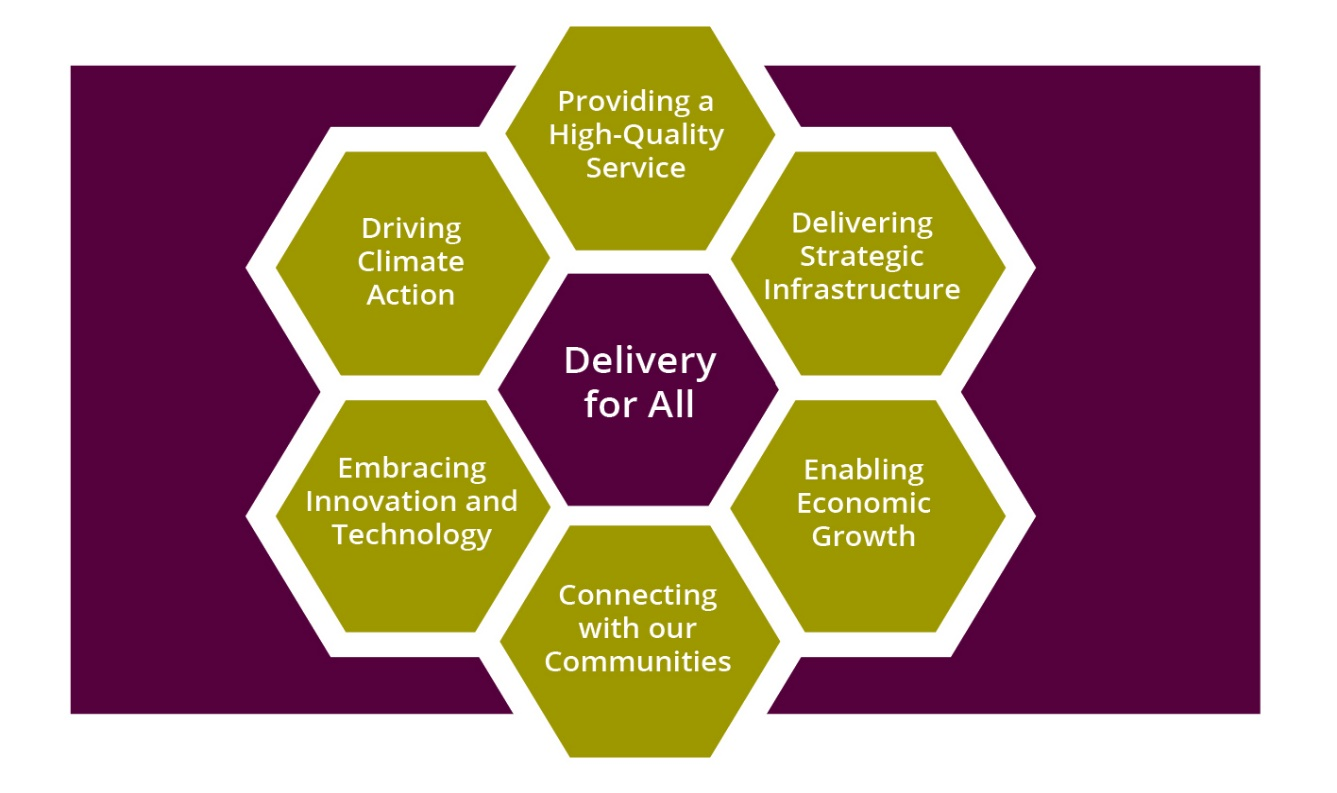 Providing a
High-Quality
Service
Delivering
Strategic
Infrastructure
Enabling
Economic
Growth
Connecting
with our
Communities
Embracing
Innovation and
Technology
Driving
Climate
Action
Delivery
for All